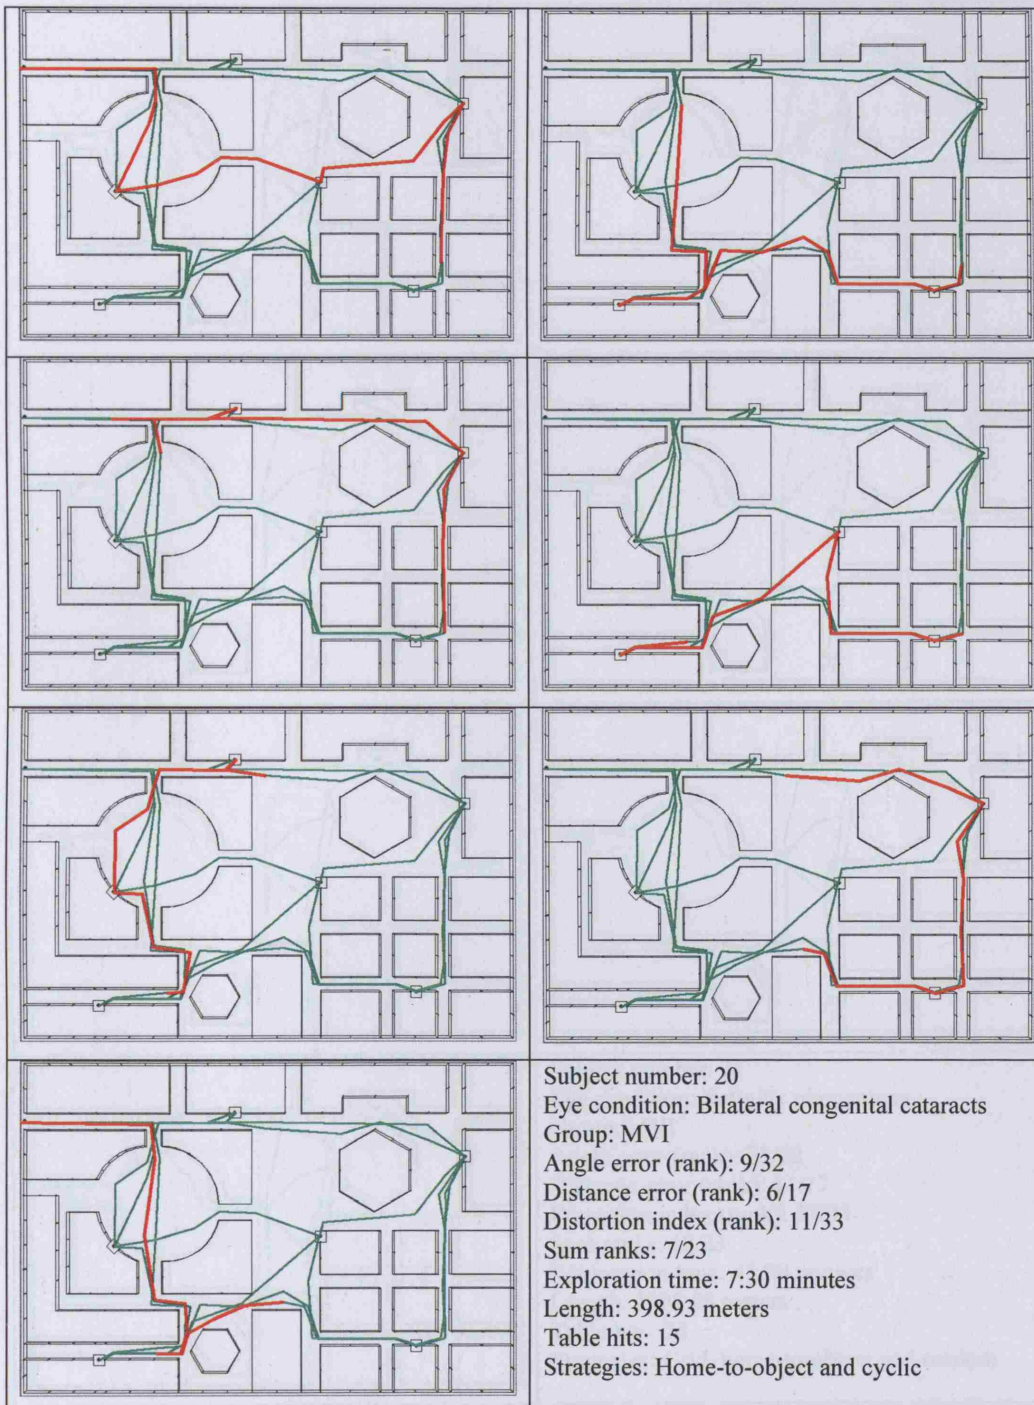 Subject number: 20
Eye condition: Bilateral congenital cataracts
Group: MVI
Angle error (rank): 9/32
Distance error (rank): 6/17
Distortion index (rank): 11/33
Sum ranks: 7/23
Exploration time: 7:30 minutes
Length: 398.93 meters
Table hits: 15
Strategies: Home-to-object and cyclic